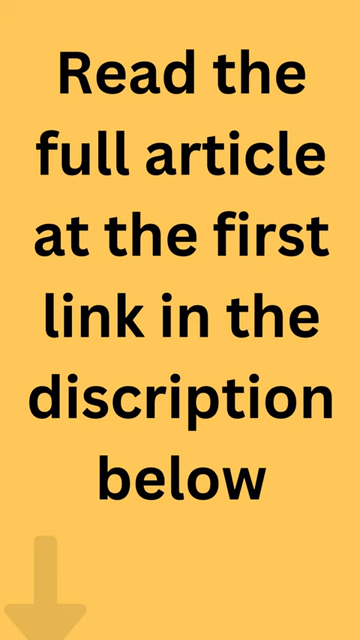 Read the
full article
at the first
link in the
discription
below